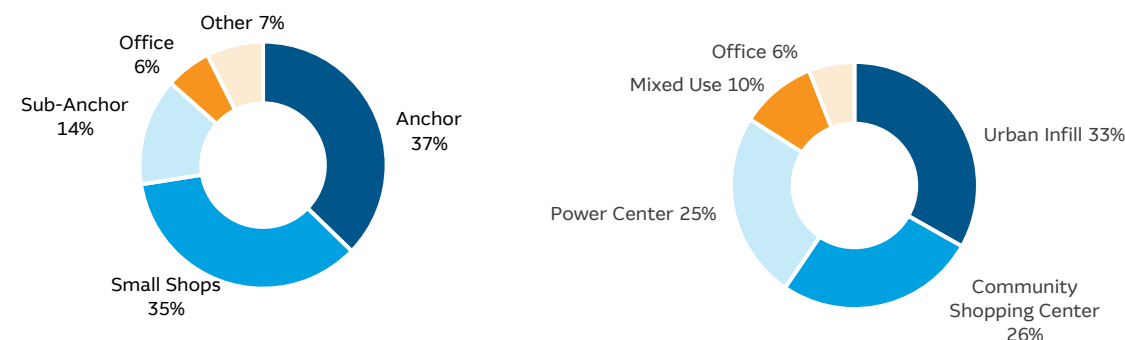 Other 7%
Office
6%
Sub-Anchor
14%
Anchor
37%
Small Shops
35%
Office 6%
Mixed Use 10%
Urban Infill 33%
Power Center 25%
Community
Shopping Center
26%